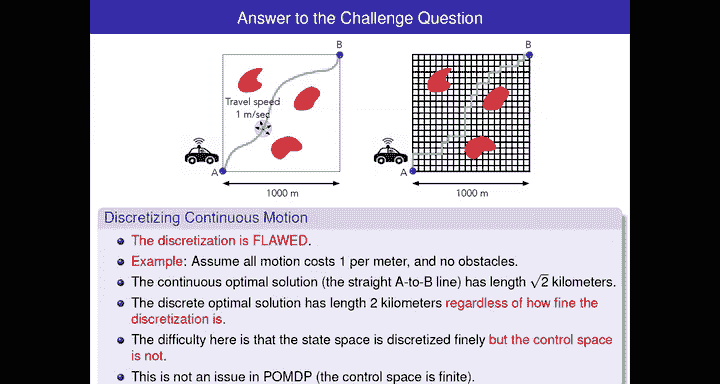 Answer to the Challenge Question
B
B
Travel speed
1 m/sec
A
A
1000 m
1000 m
Discretizing Continuous Motion
The discretization is FLAWED.
Example: Assume all motion costs 1 per meter, and no obstacles.
The continuous optimal solution (the straight A-to-B line) has length √2 kilometers.
The discrete optimal solution has length 2 kilometers regardless of how fine the
discretization is.
The difficulty here is that the state space is discretized finely but the control space
is not.
This is not an issue in POMDP (the control space is finite).